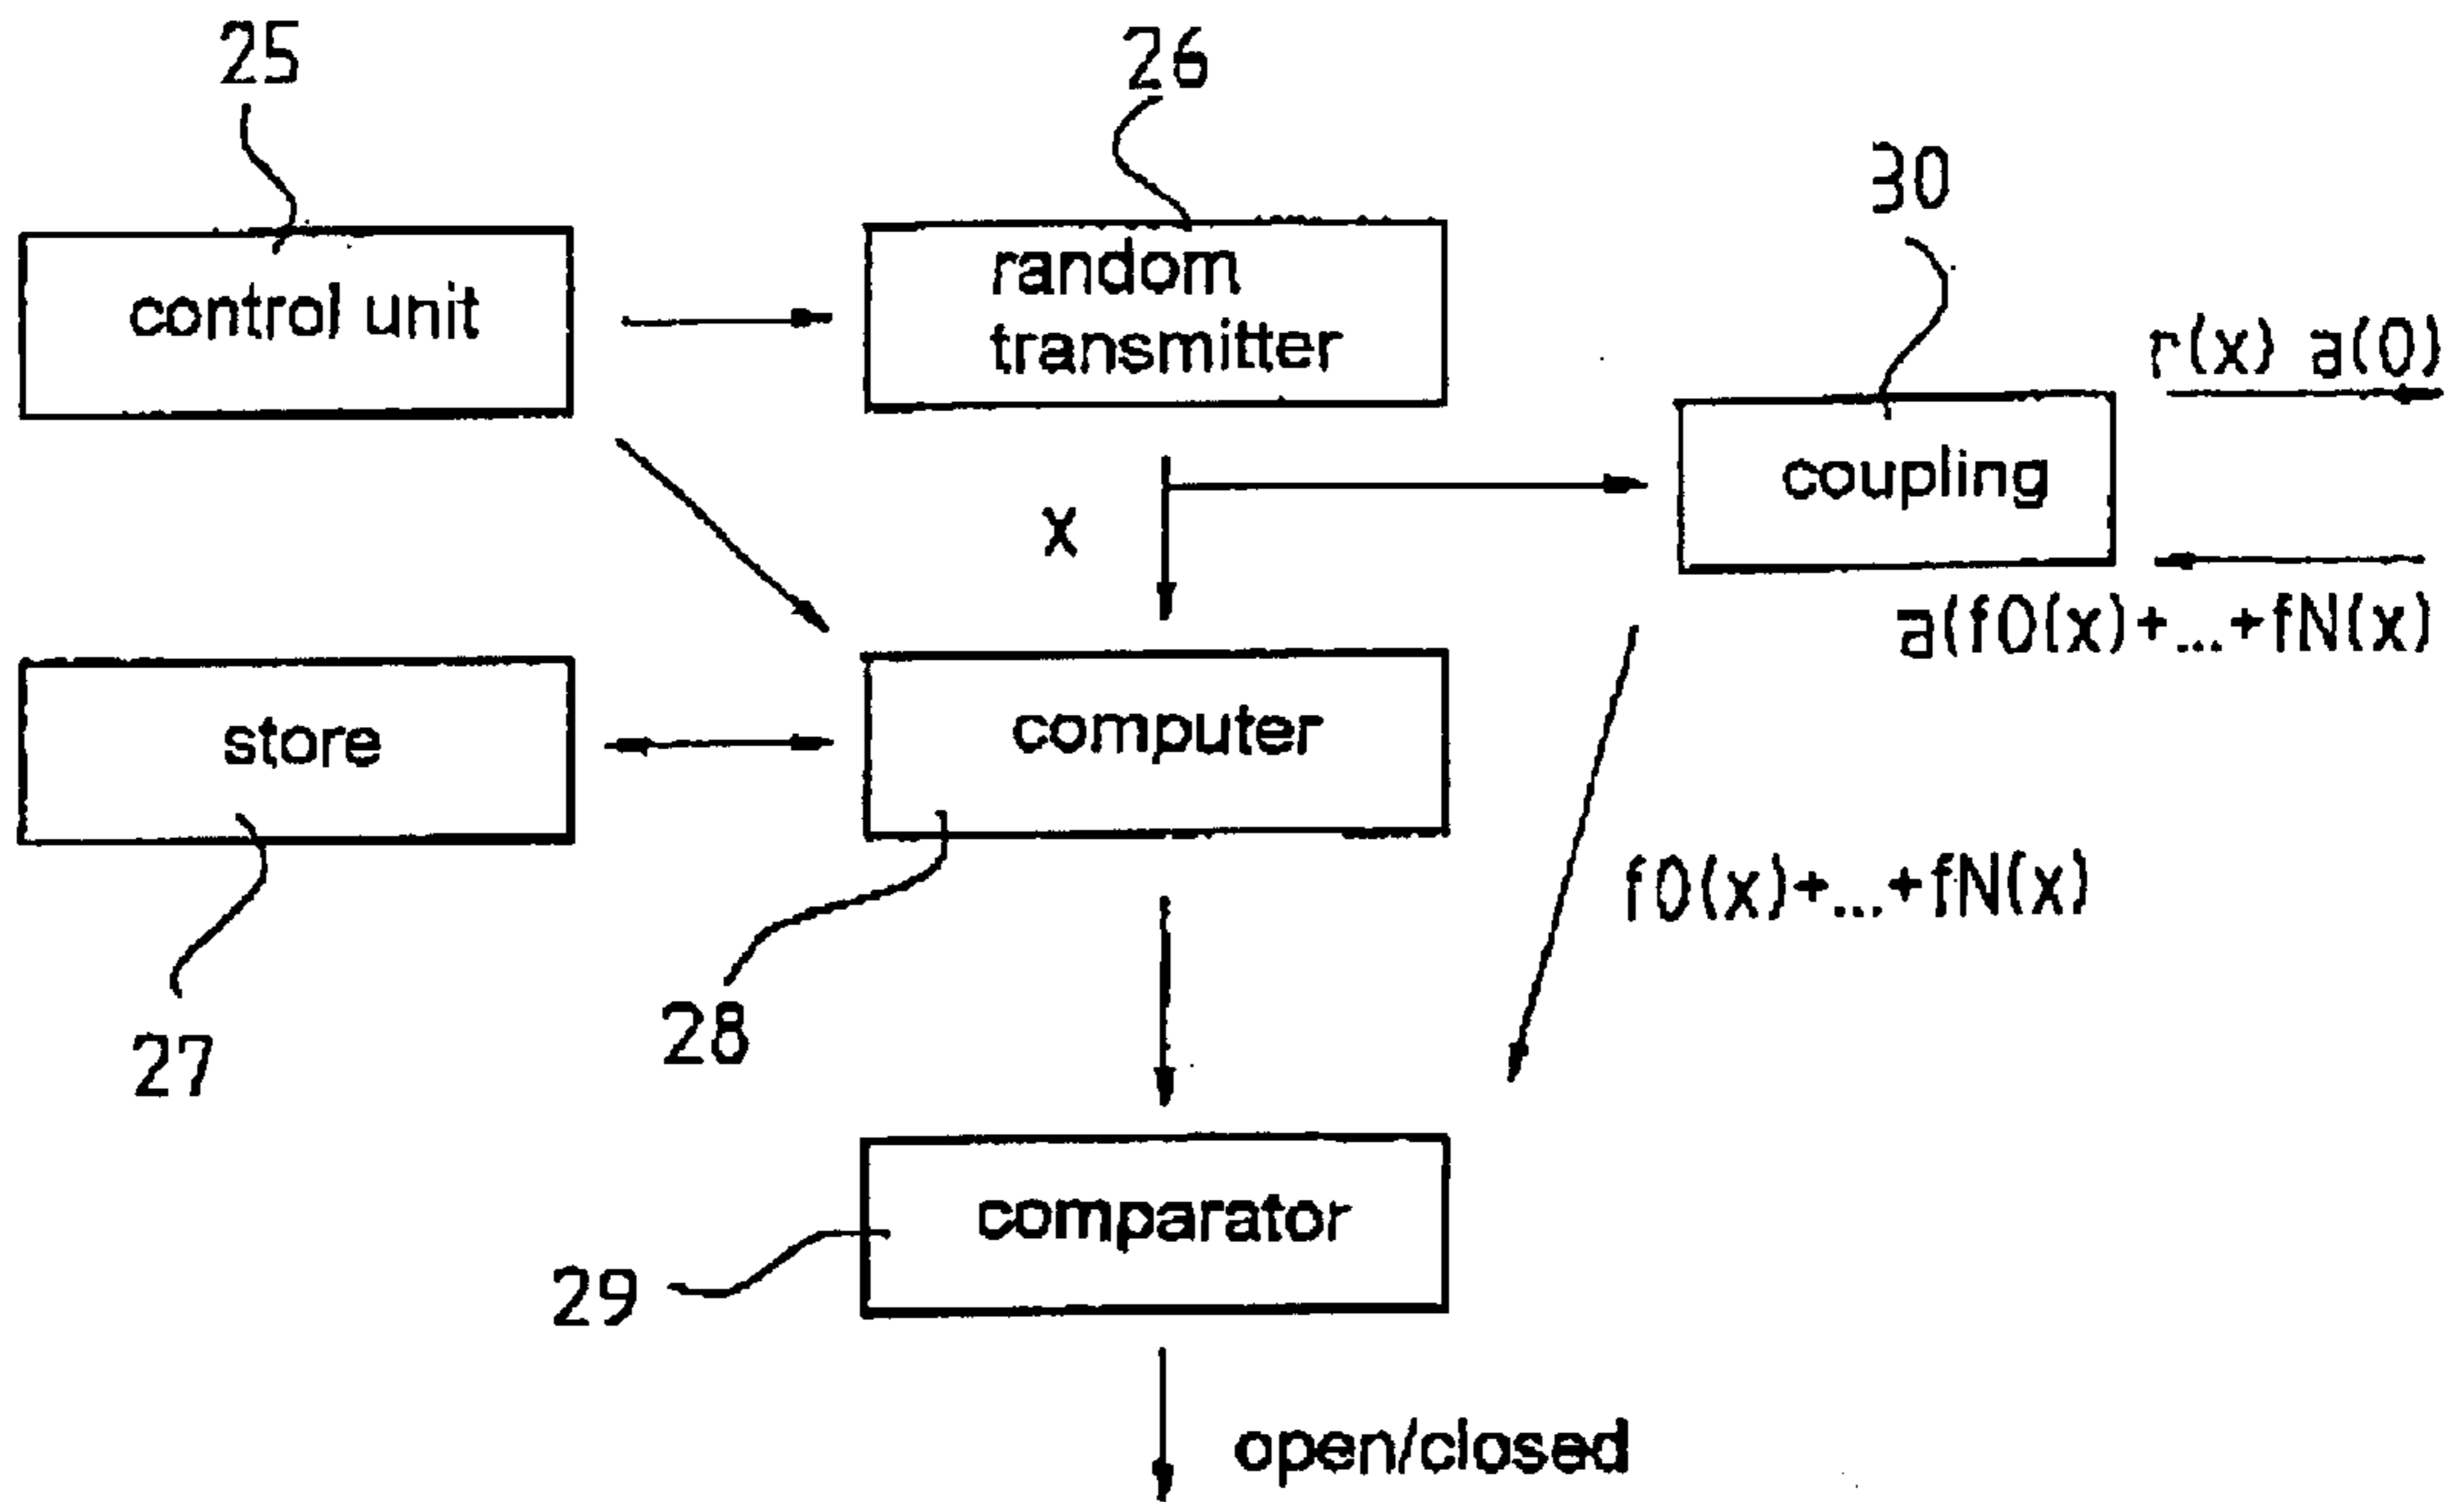 25
26
30
control unit
random
transmitter
r(x) a(0)
coupling
x
a(f0(x)+...+fN(x)
store
computer
f0(x)+...+fN(x)
27
28
comparator
29
open/closed